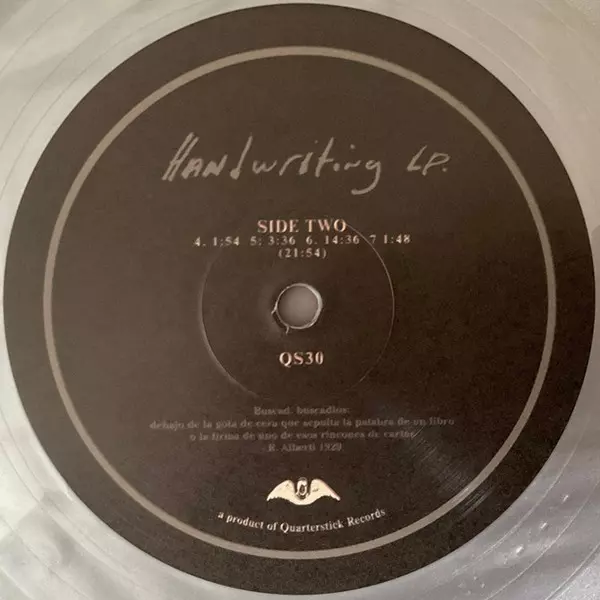 Handwriting LP.
SIDE TWO
4. 1:54 5: 3:36 6. 14:36 7 1:48
(21:54)
QS30
Buscad, buscadlos:
debajo de la gota de cera que sepulta la palabra de un libro
o la firma de uno de esos rincones de cartas
R. Alberti 1929
a product of Quarterstick Records